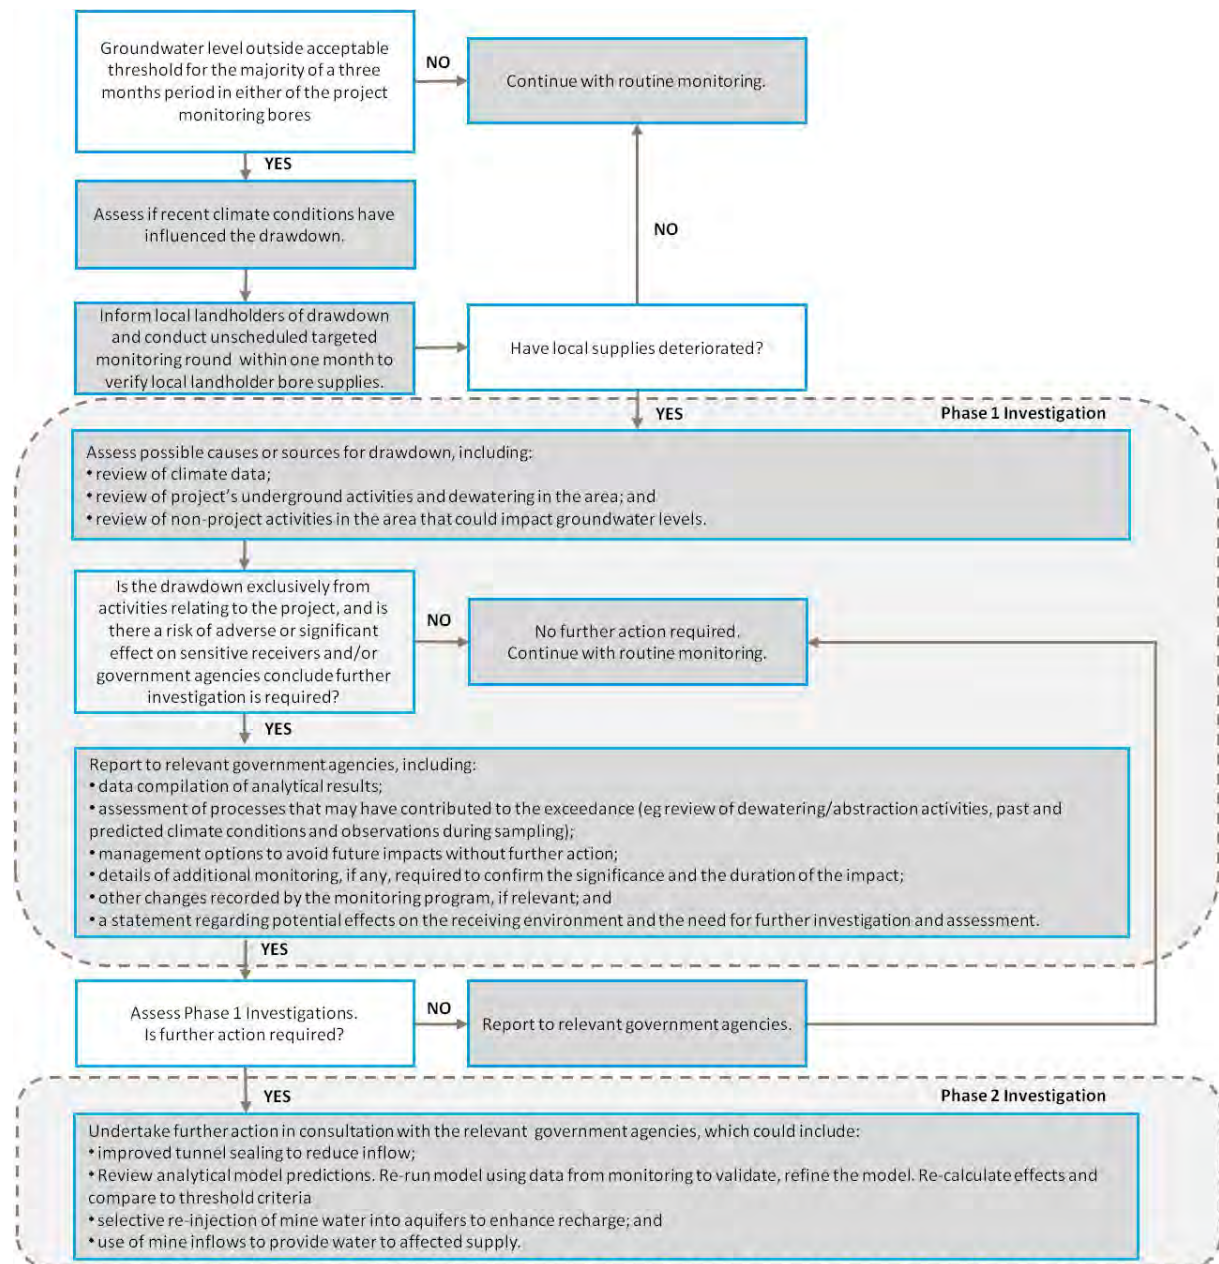 Groundwater level outside acceptable
threshold for the majority of a three
months period in either of the project
monitoring bores
NO
Continue with routine monitoring.
YES
Assess if recent climate conditions have
influenced the drawdown.
NO
Inform local landholders of drawdown
and conduct unscheduled targeted
monitoring round within one month to
verify local landholder bore supplies.
Have local supplies deteriorated?
YES
Phase 1 Investigation
Assess possible causes or sources for drawdown, including:
• review of climate data;
• review of project's underground activities and dewatering in the area; and
• review of non-project activities in the area that could impact groundwater levels.
Is the drawdown exclusively from
activities relating to the project, and is
there a risk of adverse or significant
effect on sensitive receivers and/or
government agencies conclude further
investigation is required?
NO
No further action required.
Continue with routine monitoring.
YES
Report to relevant government agencies, including:
• data compilation of analytical results;
• assessment of processes that may have contributed to the exceedance (eg review of dewatering/abstraction activities, past and
predicted climate conditions and observations during sampling);
• management options to avoid future impacts without further action;
• details of additional monitoring, if any, required to confirm the significance and the duration of the impact;
• other changes recorded by the monitoring program, if relevant; and
• a statement regarding potential effects on the receiving environment and the need for further investigation and assessment.
YES
Assess Phase 1 Investigations.
Is further action required?
NO
Report to relevant government agencies.
YES
Phase 2 Investigation
Undertake further action in consultation with the relevant government agencies, which could include:
• improved tunnel sealing to reduce inflow;
• Review analytical model predictions. Re-run model using data from monitoring to validate, refine the model. Re-calculate effects and
compare to threshold criteria
• selective re-injection of mine water into aquifers to enhance recharge; and
• use of mine inflows to provide water to affected supply.